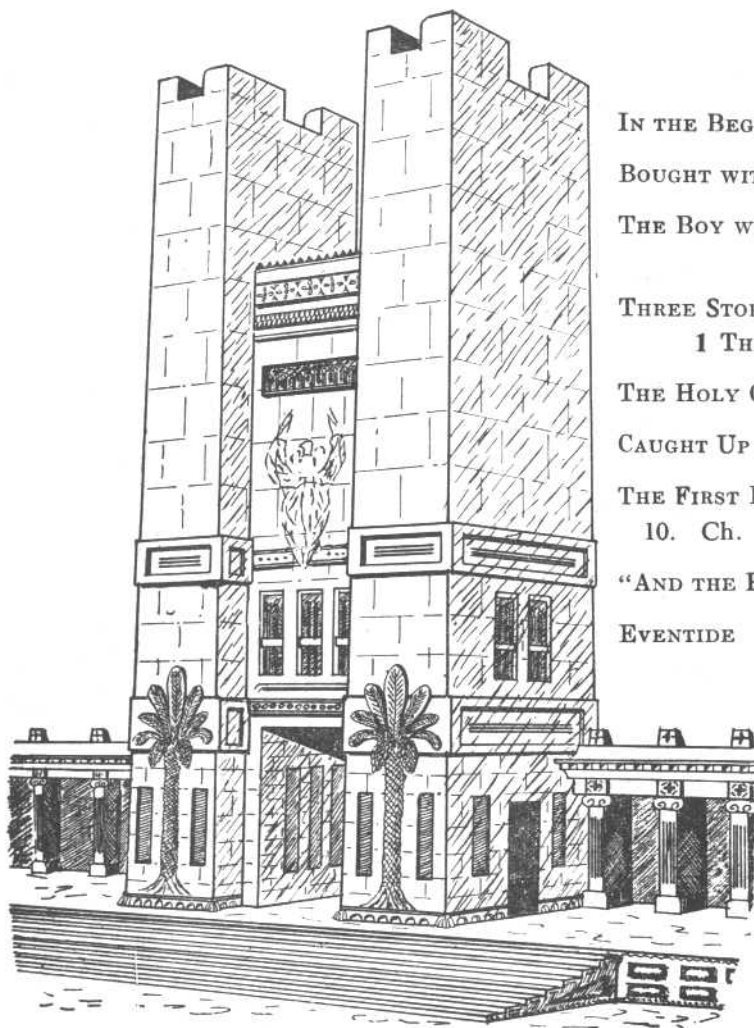 IN THE BEG
BOUGHT WIT
THE BOY W
THREE STO
1 TH
THE HOLY
CAUGHT UP
THE FIRST
10. Ch.
“AND THE
EVENTIDE